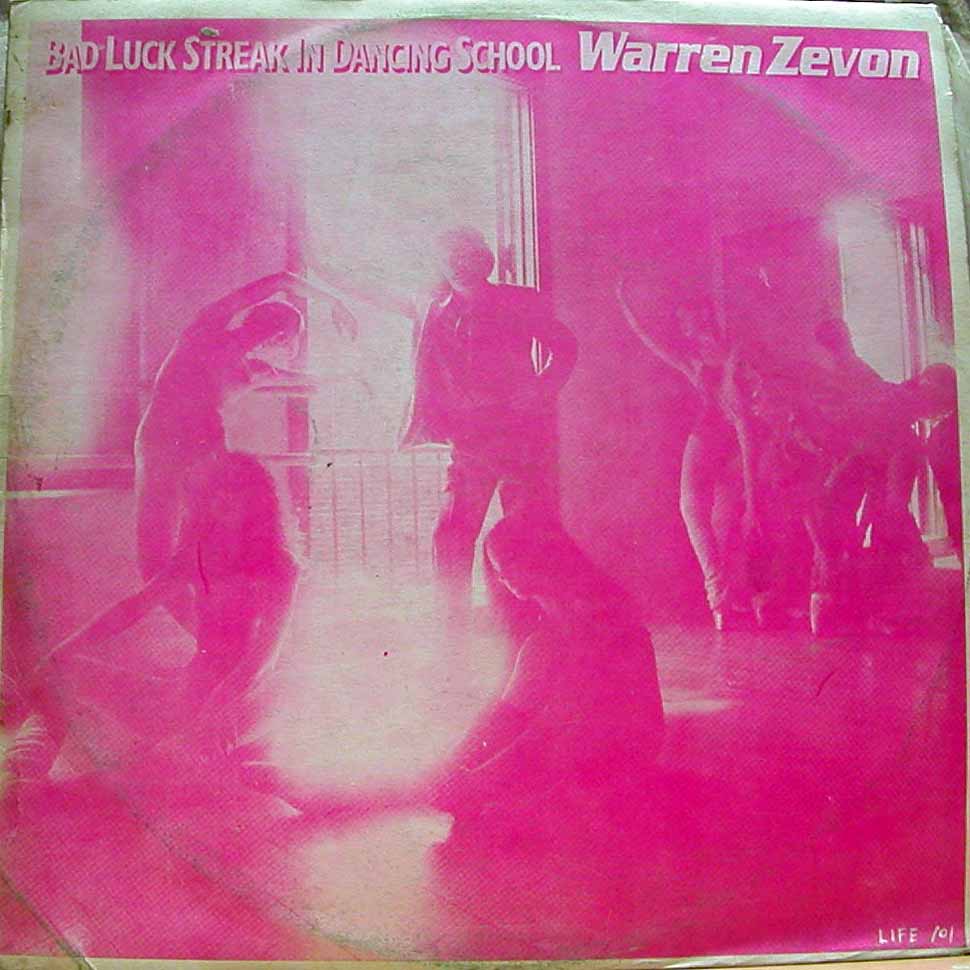 BAD LUCK STREAK IN DANCING SCHOOL Warren Zevon
LIFE 101